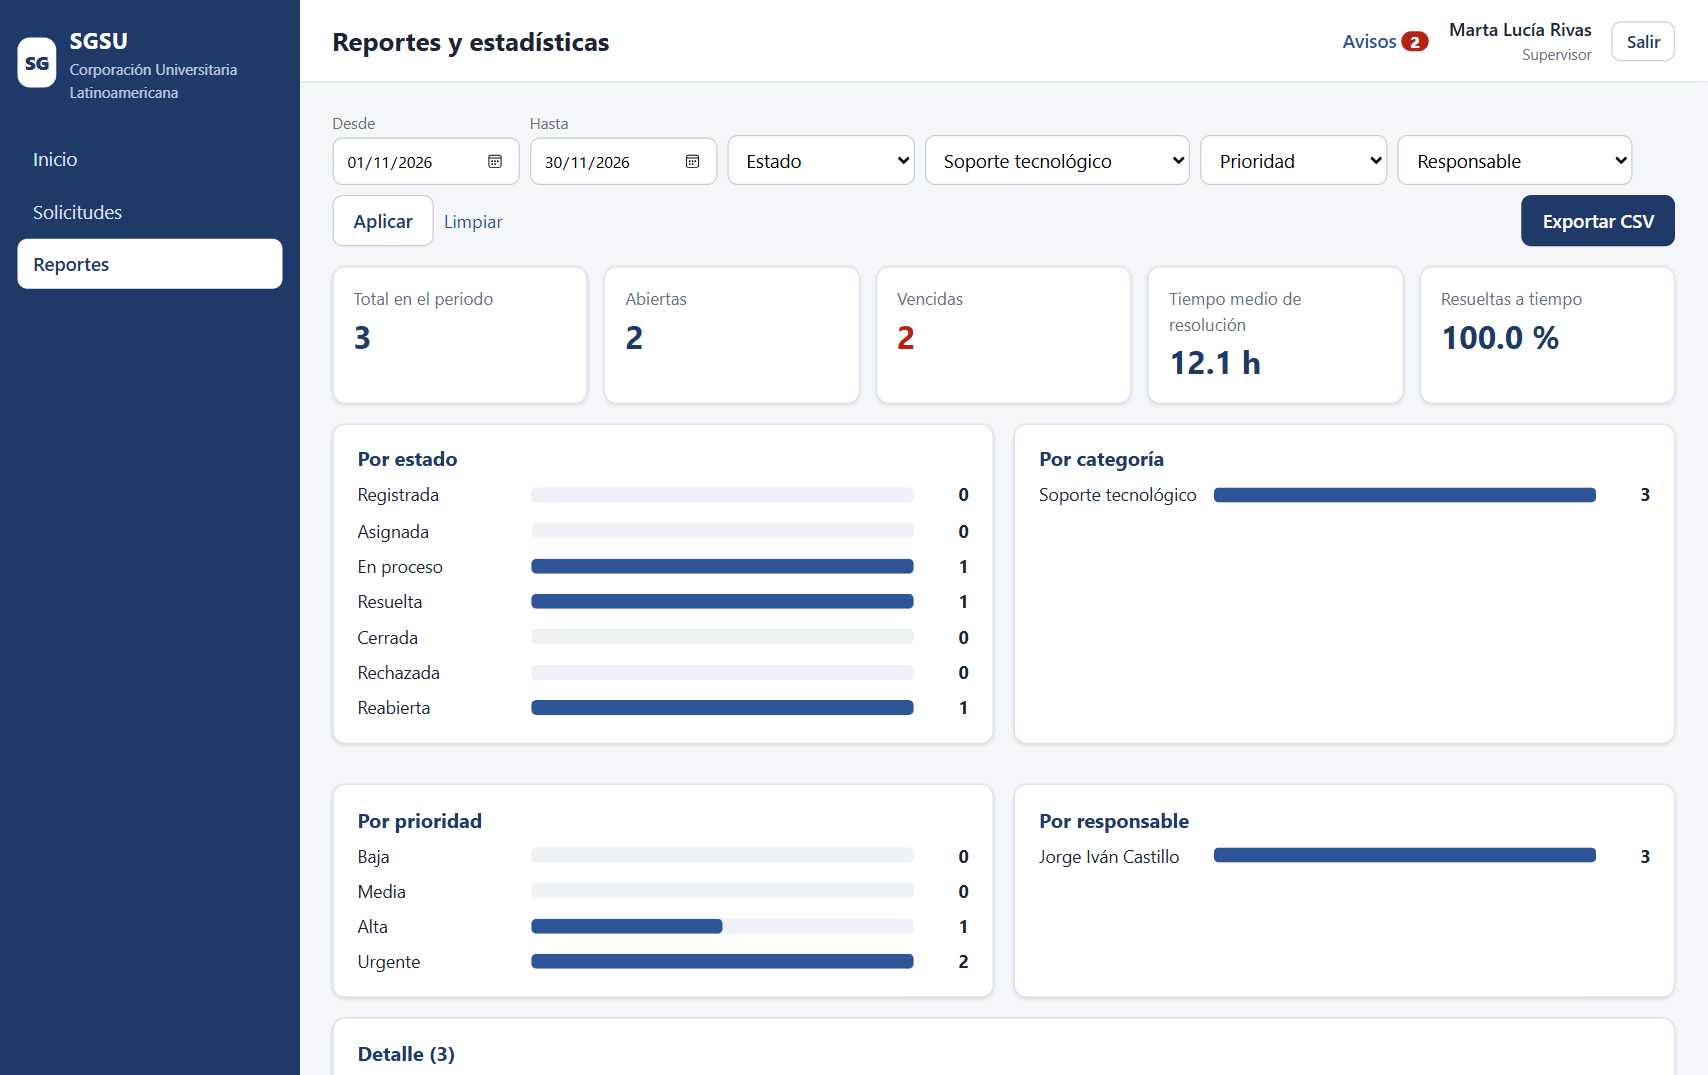 SG
SGSU
Corporación Universitaria
Latinoamericana
Inicio
Solicitudes
Reportes
Reportes y estadísticas
Avisos 2
Marta Lucía Rivas
Supervisor
Salir
Desde
Hasta
01/11/2026
30/11/2026
Estado
Soporte tecnológico
Prioridad
Responsable
Aplicar
Limpiar
Exportar CSV
Total en el periodo
3
Abiertas
2
Vencidas
2
Tiempo medio de
resolución
12.1 h
Resueltas a tiempo
100.0 %
Por estado
Registrada 0
Asignada 0
En proceso 1
Resuelta 1
Cerrada 0
Rechazada 0
Reabierta 1
Por categoría
Soporte tecnológico 3
Por prioridad
Baja 0
Media 0
Alta 1
Urgente 2
Por responsable
Jorge Iván Castillo 3
Detalle (3)